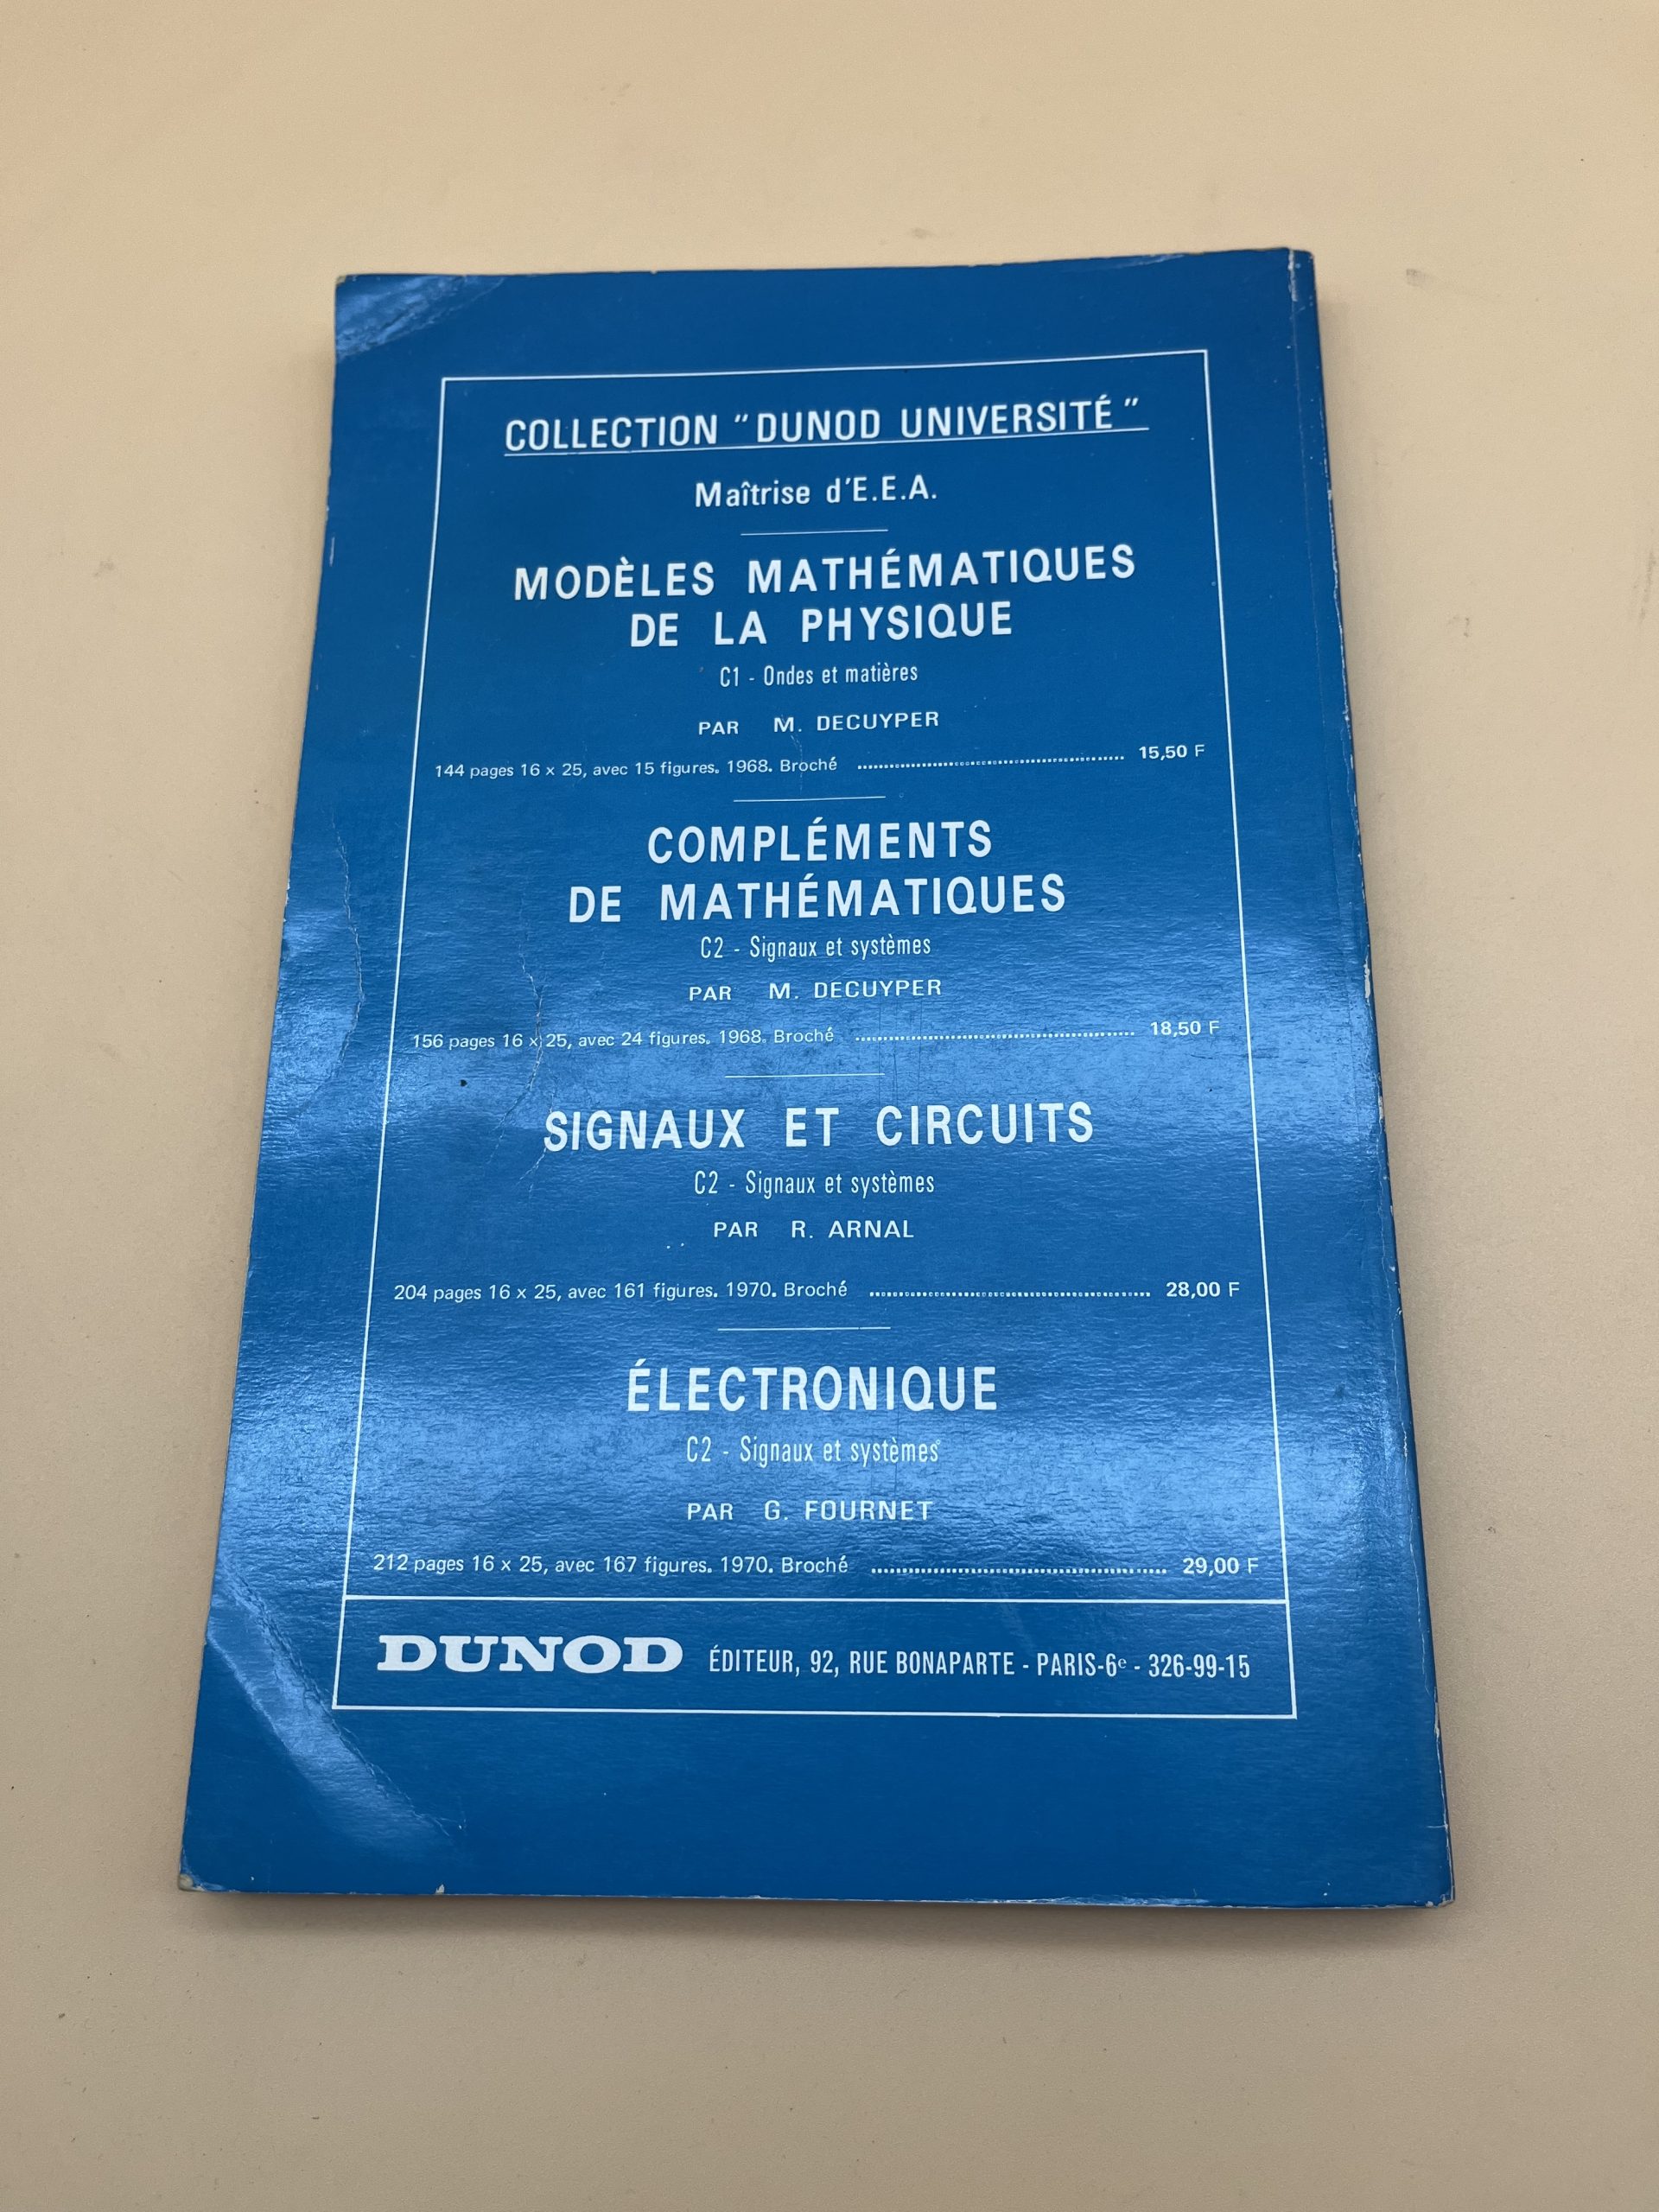 COLLECTION "DUNOD UNIVERSITÉ"
Maîtrise d'E.E.A.
MODÈLES MATHÉMATIQUES
DE LA PHYSIQUE
C1 - Ondes et matières
PAR M. DECUYPER
144 pages 16 x 25, avec 15 figures. 1968. Broché ........................ 15,50 F
COMPLÉMENTS
DE MATHÉMATIQUES
C2 - Signaux et systèmes
PAR M. DECUYPER
156 pages 16 x 25, avec 24 figures. 1968. Broché ........................ 18,50 F
SIGNAUX ET CIRCUITS
C2 - Signaux et systèmes
PAR R. ARNAL
204 pages 16 x 25, avec 161 figures. 1970. Broché ........................ 28,00 F
ÉLECTRONIQUE
C2 - Signaux et systèmes
PAR G. FOURNET
212 pages 16 x 25, avec 167 figures. 1970. Broché ........................ 29,00 F
DUNOD ÉDITEUR, 92, RUE BONAPARTE - PARIS-6e - 326-99-15